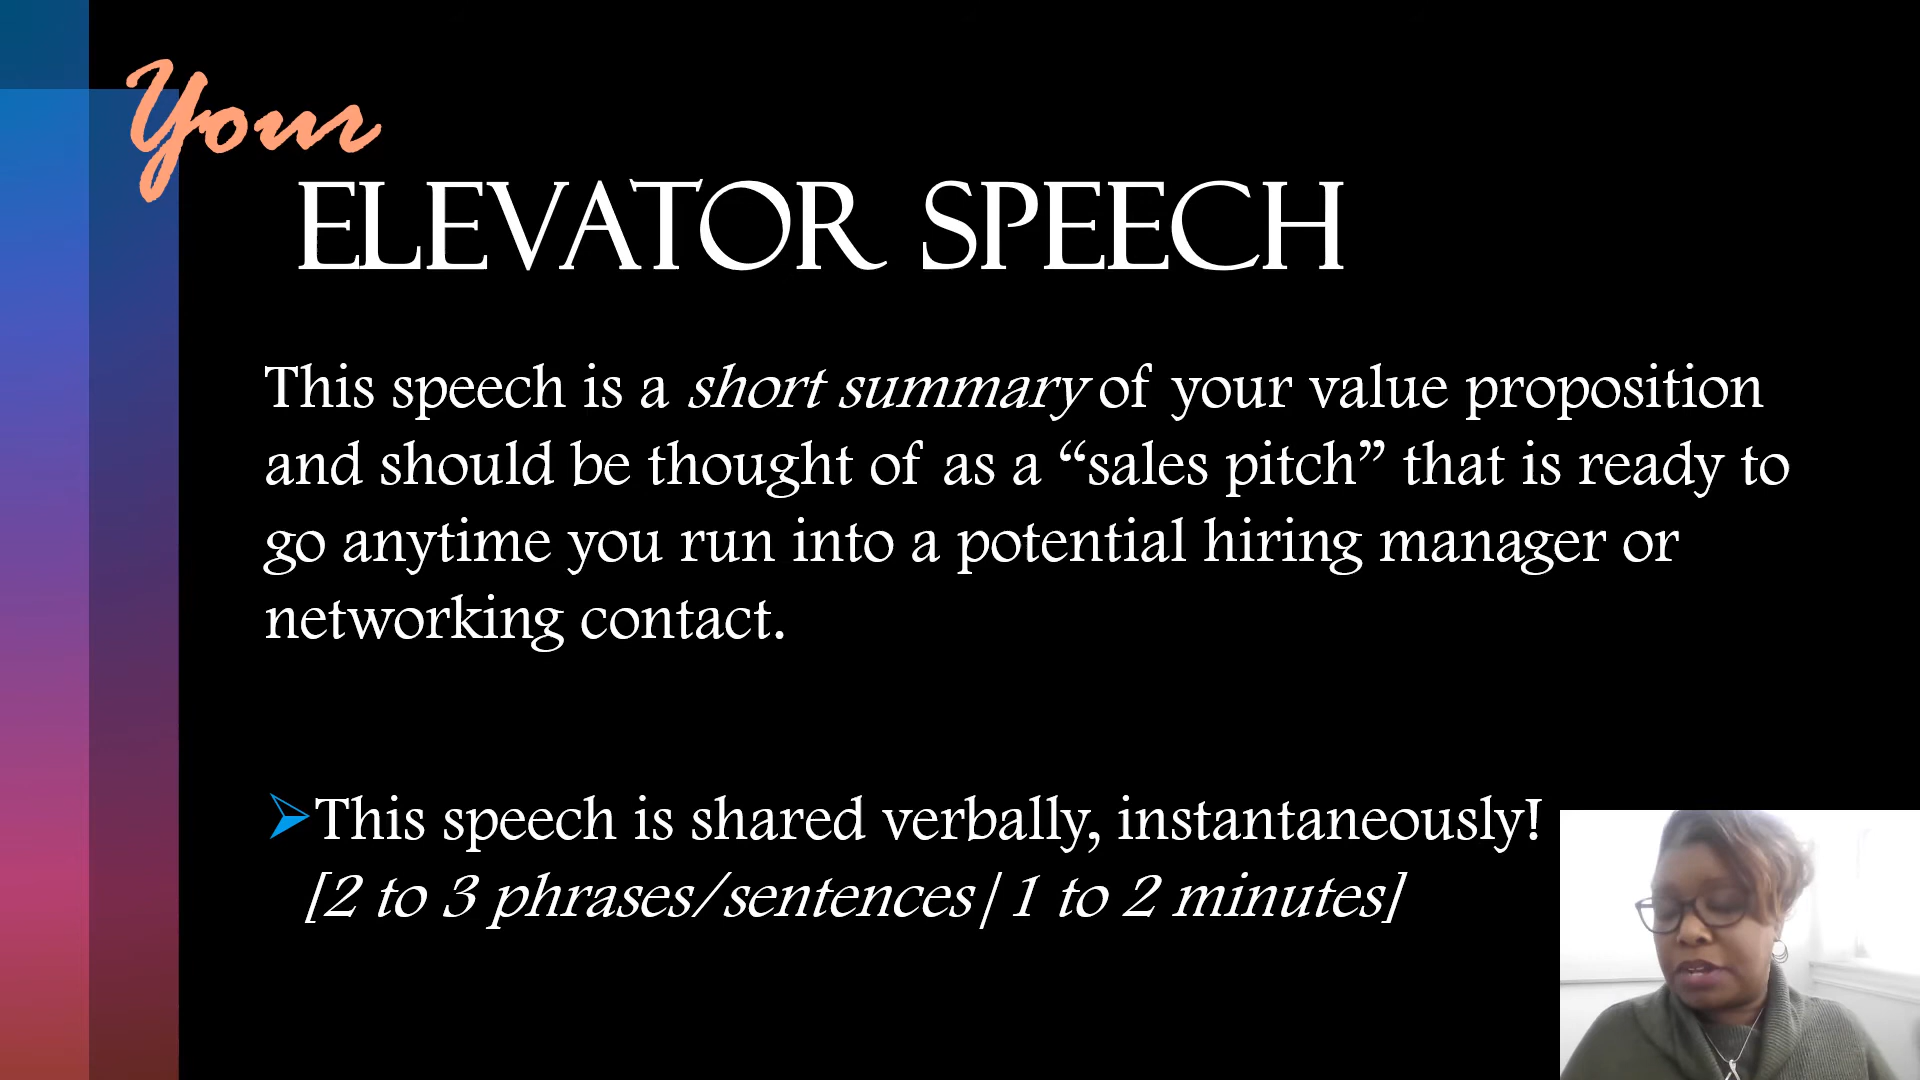 Your
ELEVATOR SPEECH
This speech is a short summary of your value proposition
and should be thought of as a “sales pitch” that is ready to
go anytime you run into a potential hiring manager or
networking contact.
➢This speech is shared verbally, instantaneously!
[2 to 3 phrases/sentences|1 to 2 minutes]